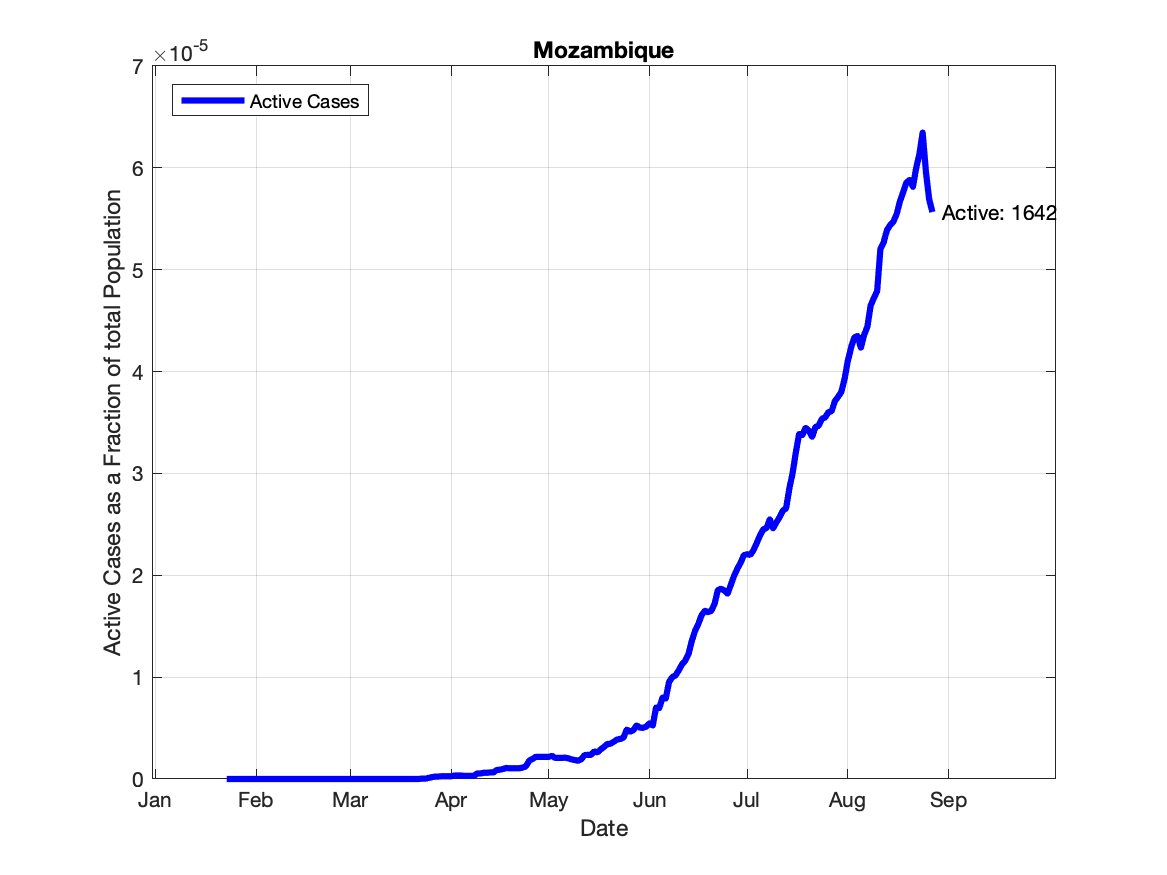 Mozambique
×10-5
Active Cases
7
6
5
4
3
2
1
0
Active Cases as a Fraction of total Population
Active: 1642
Jan Feb Mar Apr May Jun Jul Aug Sep
Date